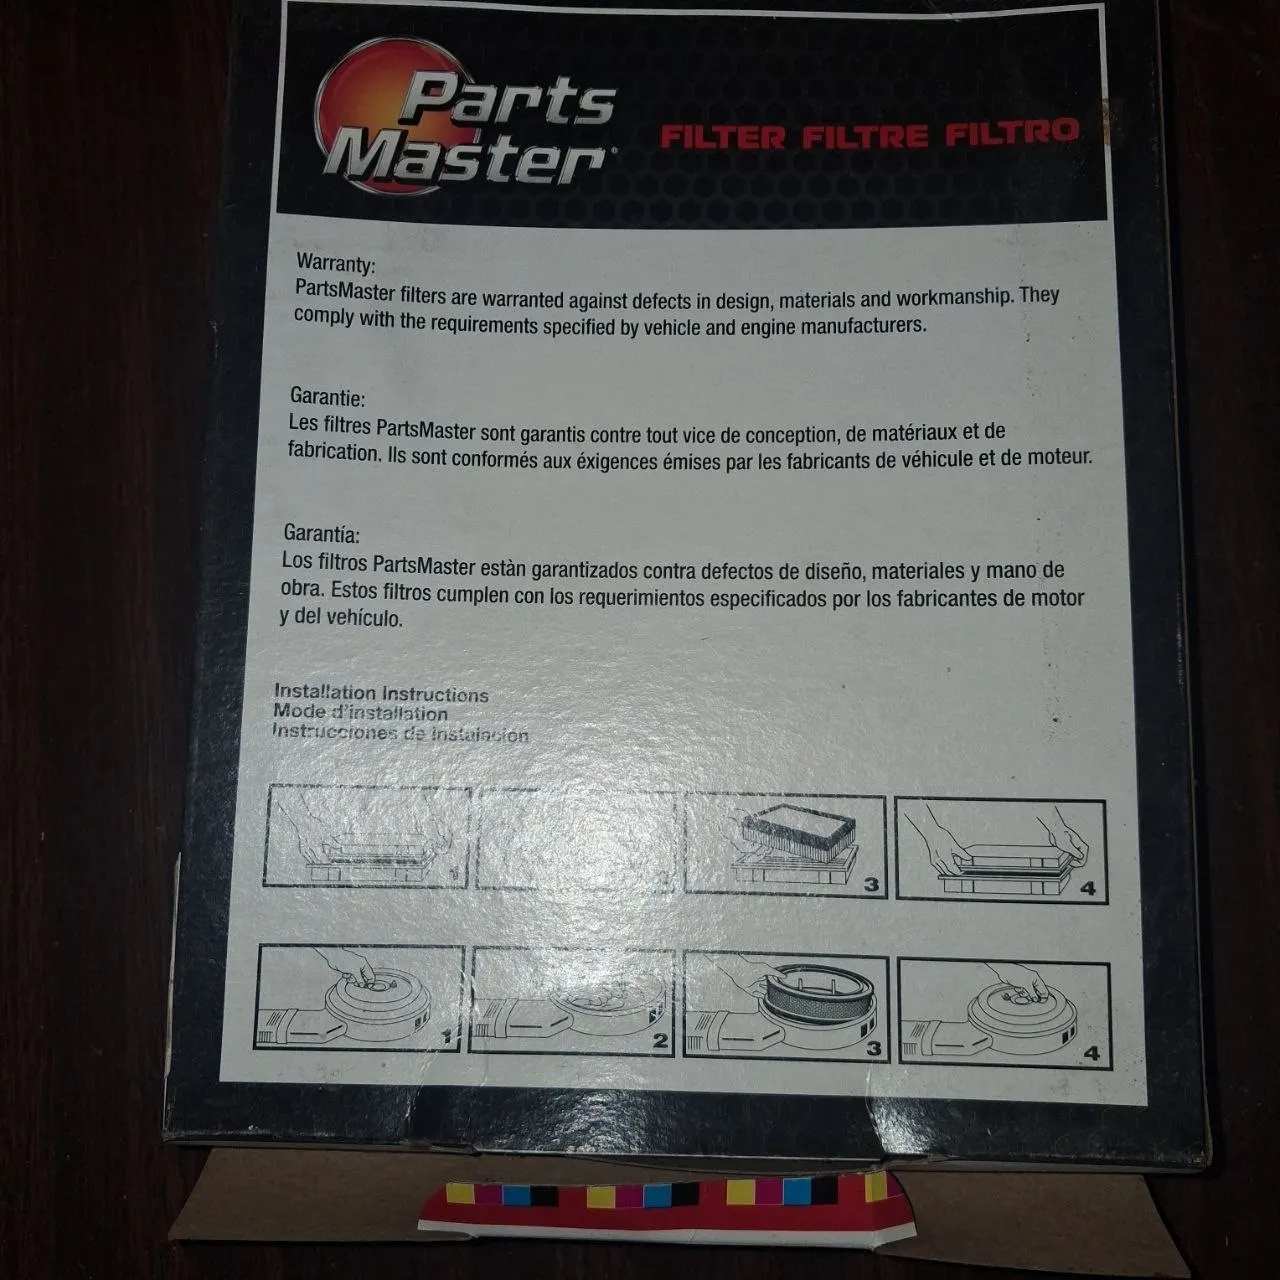 Parts
Master
FILTER FILTRE FILTRO
Warranty:
PartsMaster filters are warranted against defects in design, materials and workmanship. They
comply with the requirements specified by vehicle and engine manufacturers.
Garantie:
Les filtres PartsMaster sont garantis contre tout vice de conception, de matériaux et de
fabrication. Ils sont conformés aux éxigences émises par les fabricants de véhicule et de moteur.
Garantía:
Los filtros PartsMaster estàn garantizados contra defectos de diseño, materiales y mano de
obra. Estos filtros cumplen con los requerimientos especificados por los fabricantes de motor
y del vehículo.
Installation Instructions
Mode d'installation
Instrucciones de instalación
1 3 4
1 2 3 4